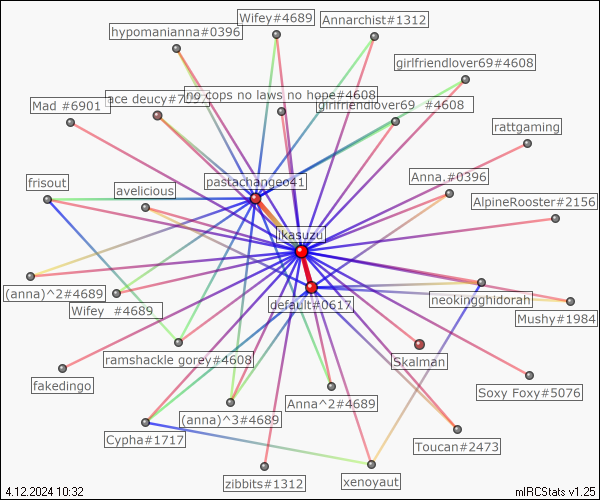 Wifey#4689
Annarchist#1312
hypomanianna#0396
girlfriendlover69#4608
ace deucy#
no cops no laws no hope#4608
Mad #6901
girlfriendlover69 #4608
rattgaming
pastachange041
Anna.#0396
frisout
avelicious
AlpineRooster#2156
ikasuzu
(anna)^2#4689
Wifey #4689
default#0617
neokingghidorah
Mushy#1984
ramshackle gorey#4608
Skalman
fakedingo
Soxy Foxy#5076
Anna^2#4689
(anna)^3#4689
Cypha#1717
Toucan#2473
zibbits#1312
xenoyaut
4.12.2024 10:32
mIRCStats v1.25